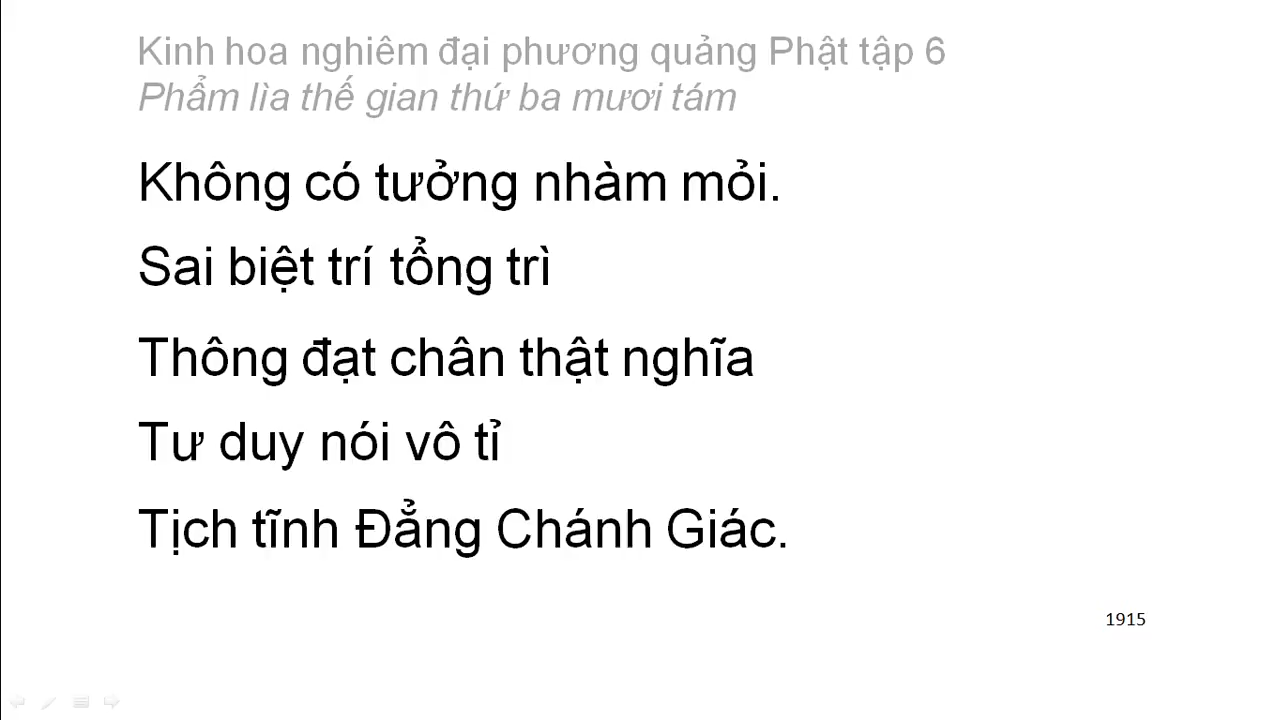 Kinh hoa nghiêm đại phương quảng Phật tập 6
Phẩm lìa thế gian thứ ba mươi tám
Không có tưởng nhàm mỏi.
Sai biệt trí tổng trì
Thông đạt chân thật nghĩa
Tư duy nói vô tỉ
Tịch tĩnh Đẳng Chánh Giác.
1915